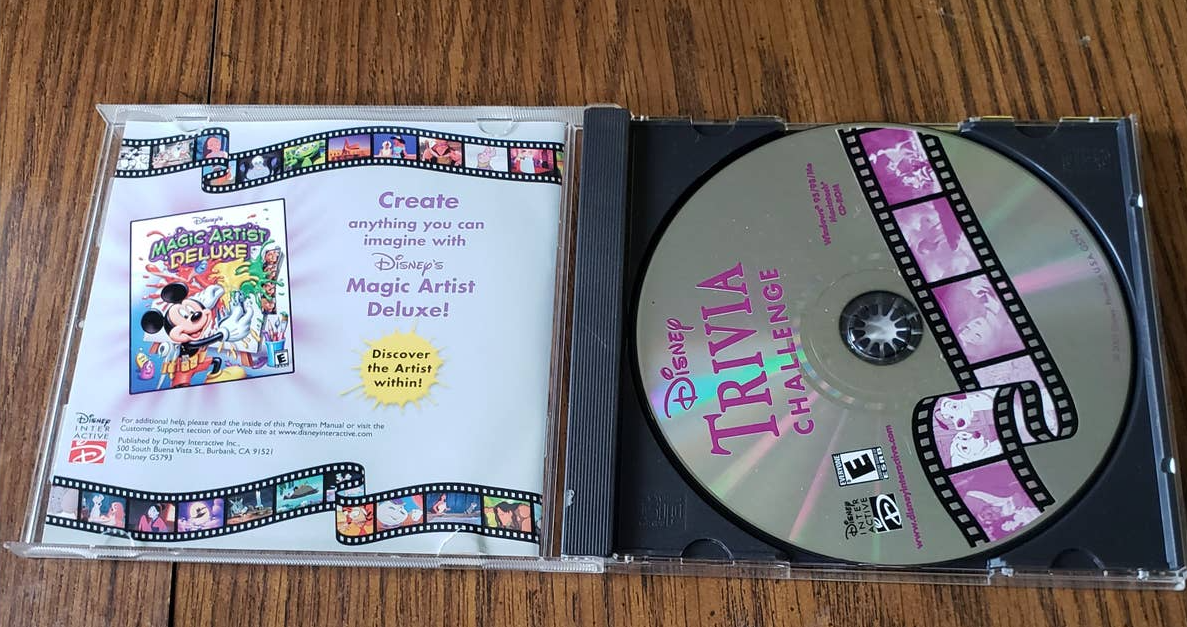 Disney's
MAGIC ARTIST
DELUXE
E
Create
anything you can
imagine with
DISNEY'S
Magic Artist
Deluxe!
Discover
the Artist
within!
DISNEY
INTER
ACTIVE
For additional help, please read the inside of this Program Manual or visit the
Customer Support section of our Web site at www.disneyinteractive.com
Published by Disney Interactive Inc.,
500 South Buena Vista St., Burbank, CA 91521
© Disney G5793
Windows® 95/98/Me
Macintosh®
CD-ROM
DISNEY
TRIVIA
CHALLENGE
EVERYONE
E
ESRB
DISNEY
INTER
ACTIVE
www.disneyinteractive.com